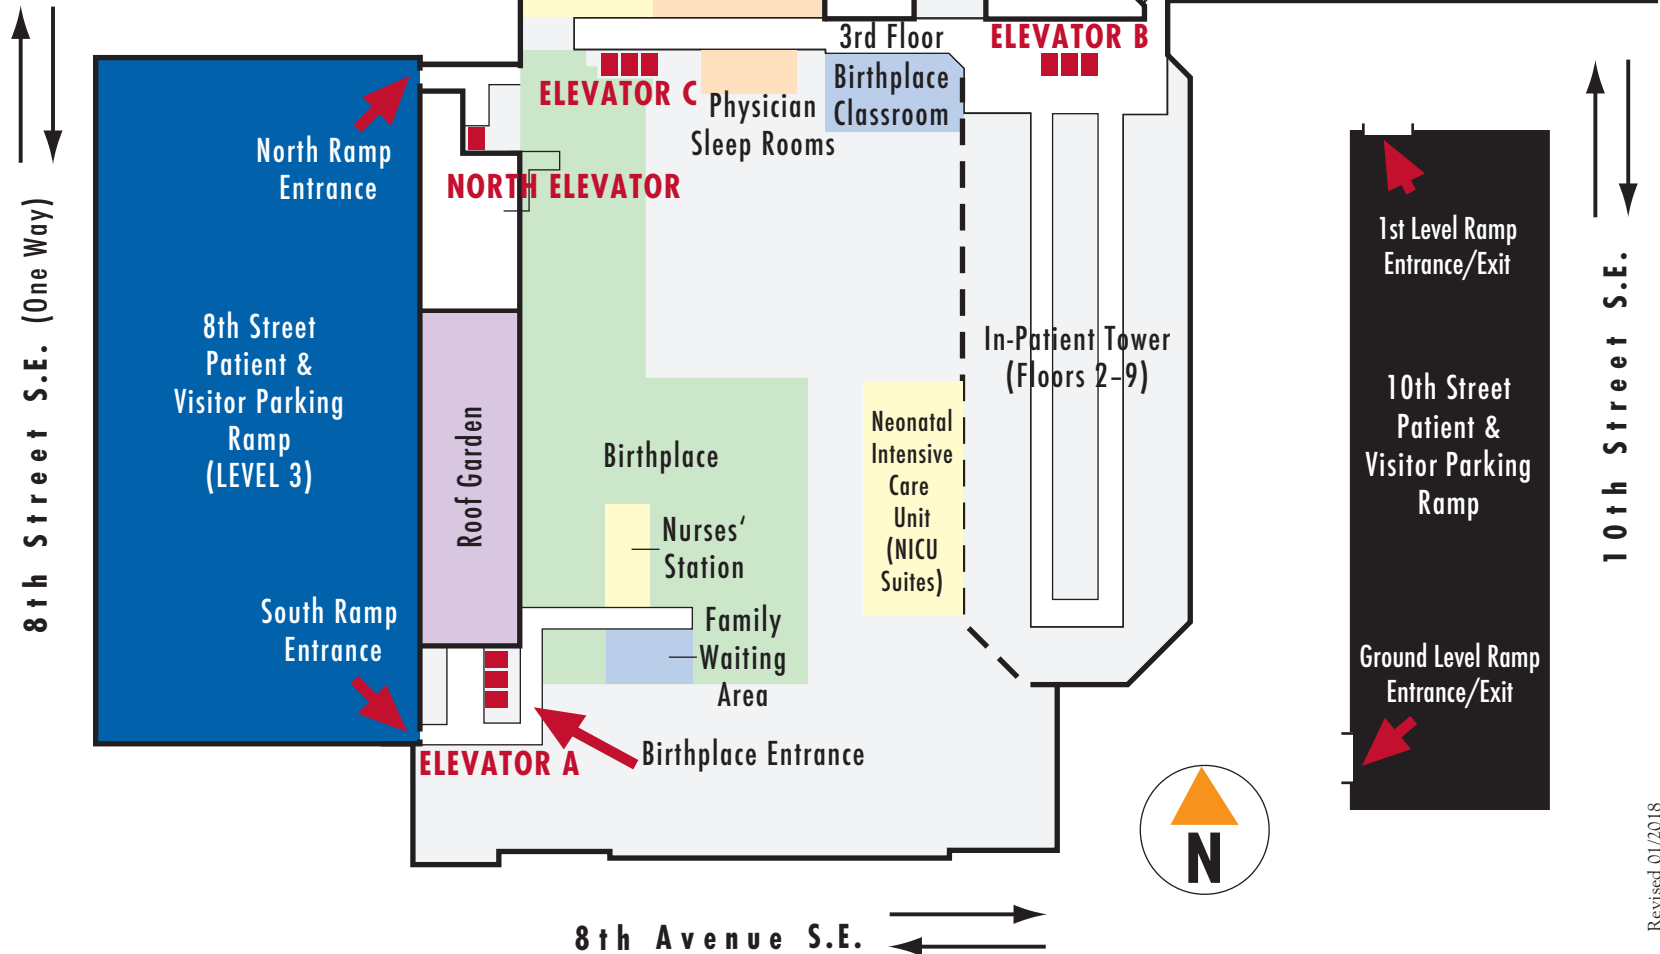 3rd Floor
ELEVATOR B
Birthplace
Classroom
ELEVATOR C
Physician
Sleep Rooms
North Ramp
Entrance
NORTH ELEVATOR
8th Street S.E. (One Way)
8th Street
Patient &
Visitor Parking
Ramp
(LEVEL 3)
Roof Garden
Birthplace
Nurses‘
Station
Family
Waiting
Area
Neonatal
Intensive
Care
Unit
(NICU
Suites)
In-Patient Tower
(Floors 2–9)
1st Level Ramp
Entrance/Exit
10th Street
Patient &
Visitor Parking
Ramp
Ground Level Ramp
Entrance/Exit
10th Street S.E.
South Ramp
Entrance
ELEVATOR A
Birthplace Entrance
N
8th Avenue S.E.
Revised 01/2018